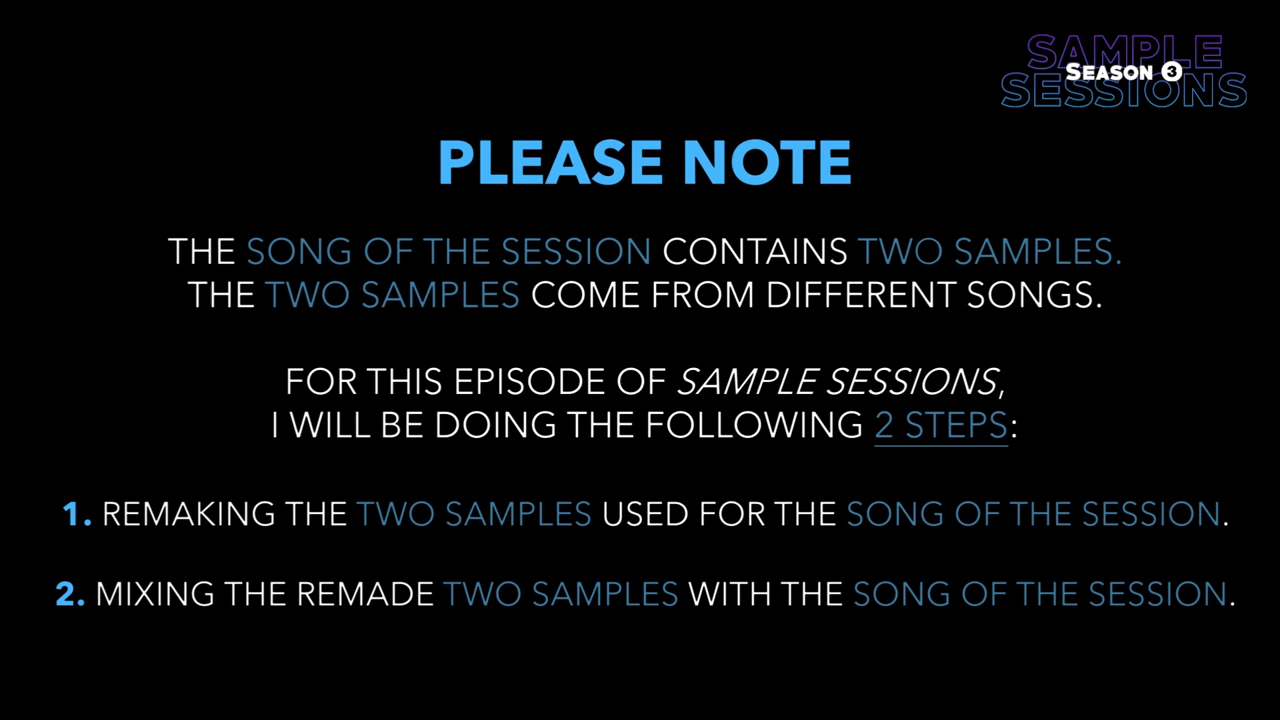 SAMPLE
SEASON 3
SESSIONS
PLEASE NOTE
THE SONG OF THE SESSION CONTAINS TWO SAMPLES.
THE TWO SAMPLES COME FROM DIFFERENT SONGS.
FOR THIS EPISODE OF SAMPLE SESSIONS,
I WILL BE DOING THE FOLLOWING 2 STEPS:
1. REMAKING THE TWO SAMPLES USED FOR THE SONG OF THE SESSION.
2. MIXING THE REMADE TWO SAMPLES WITH THE SONG OF THE SESSION.